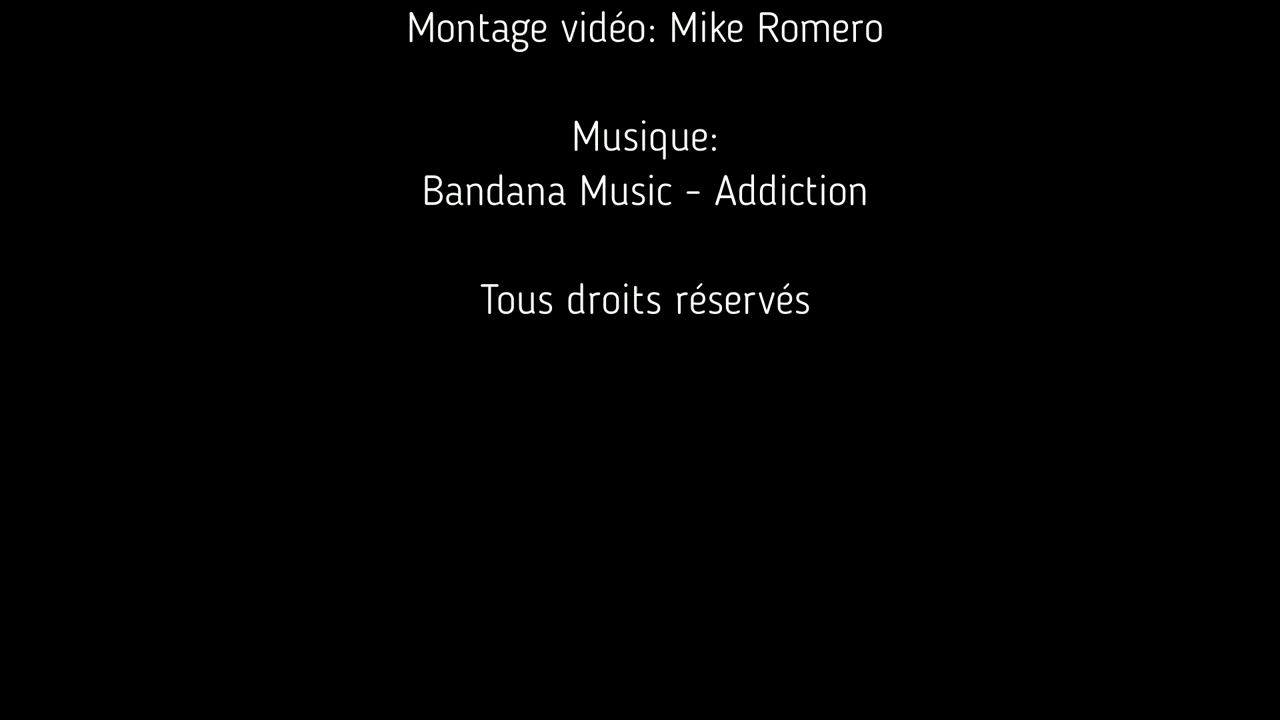 Montage vidéo: Mike Romero
Musique:
Bandana Music - Addiction
Tous droits réservés